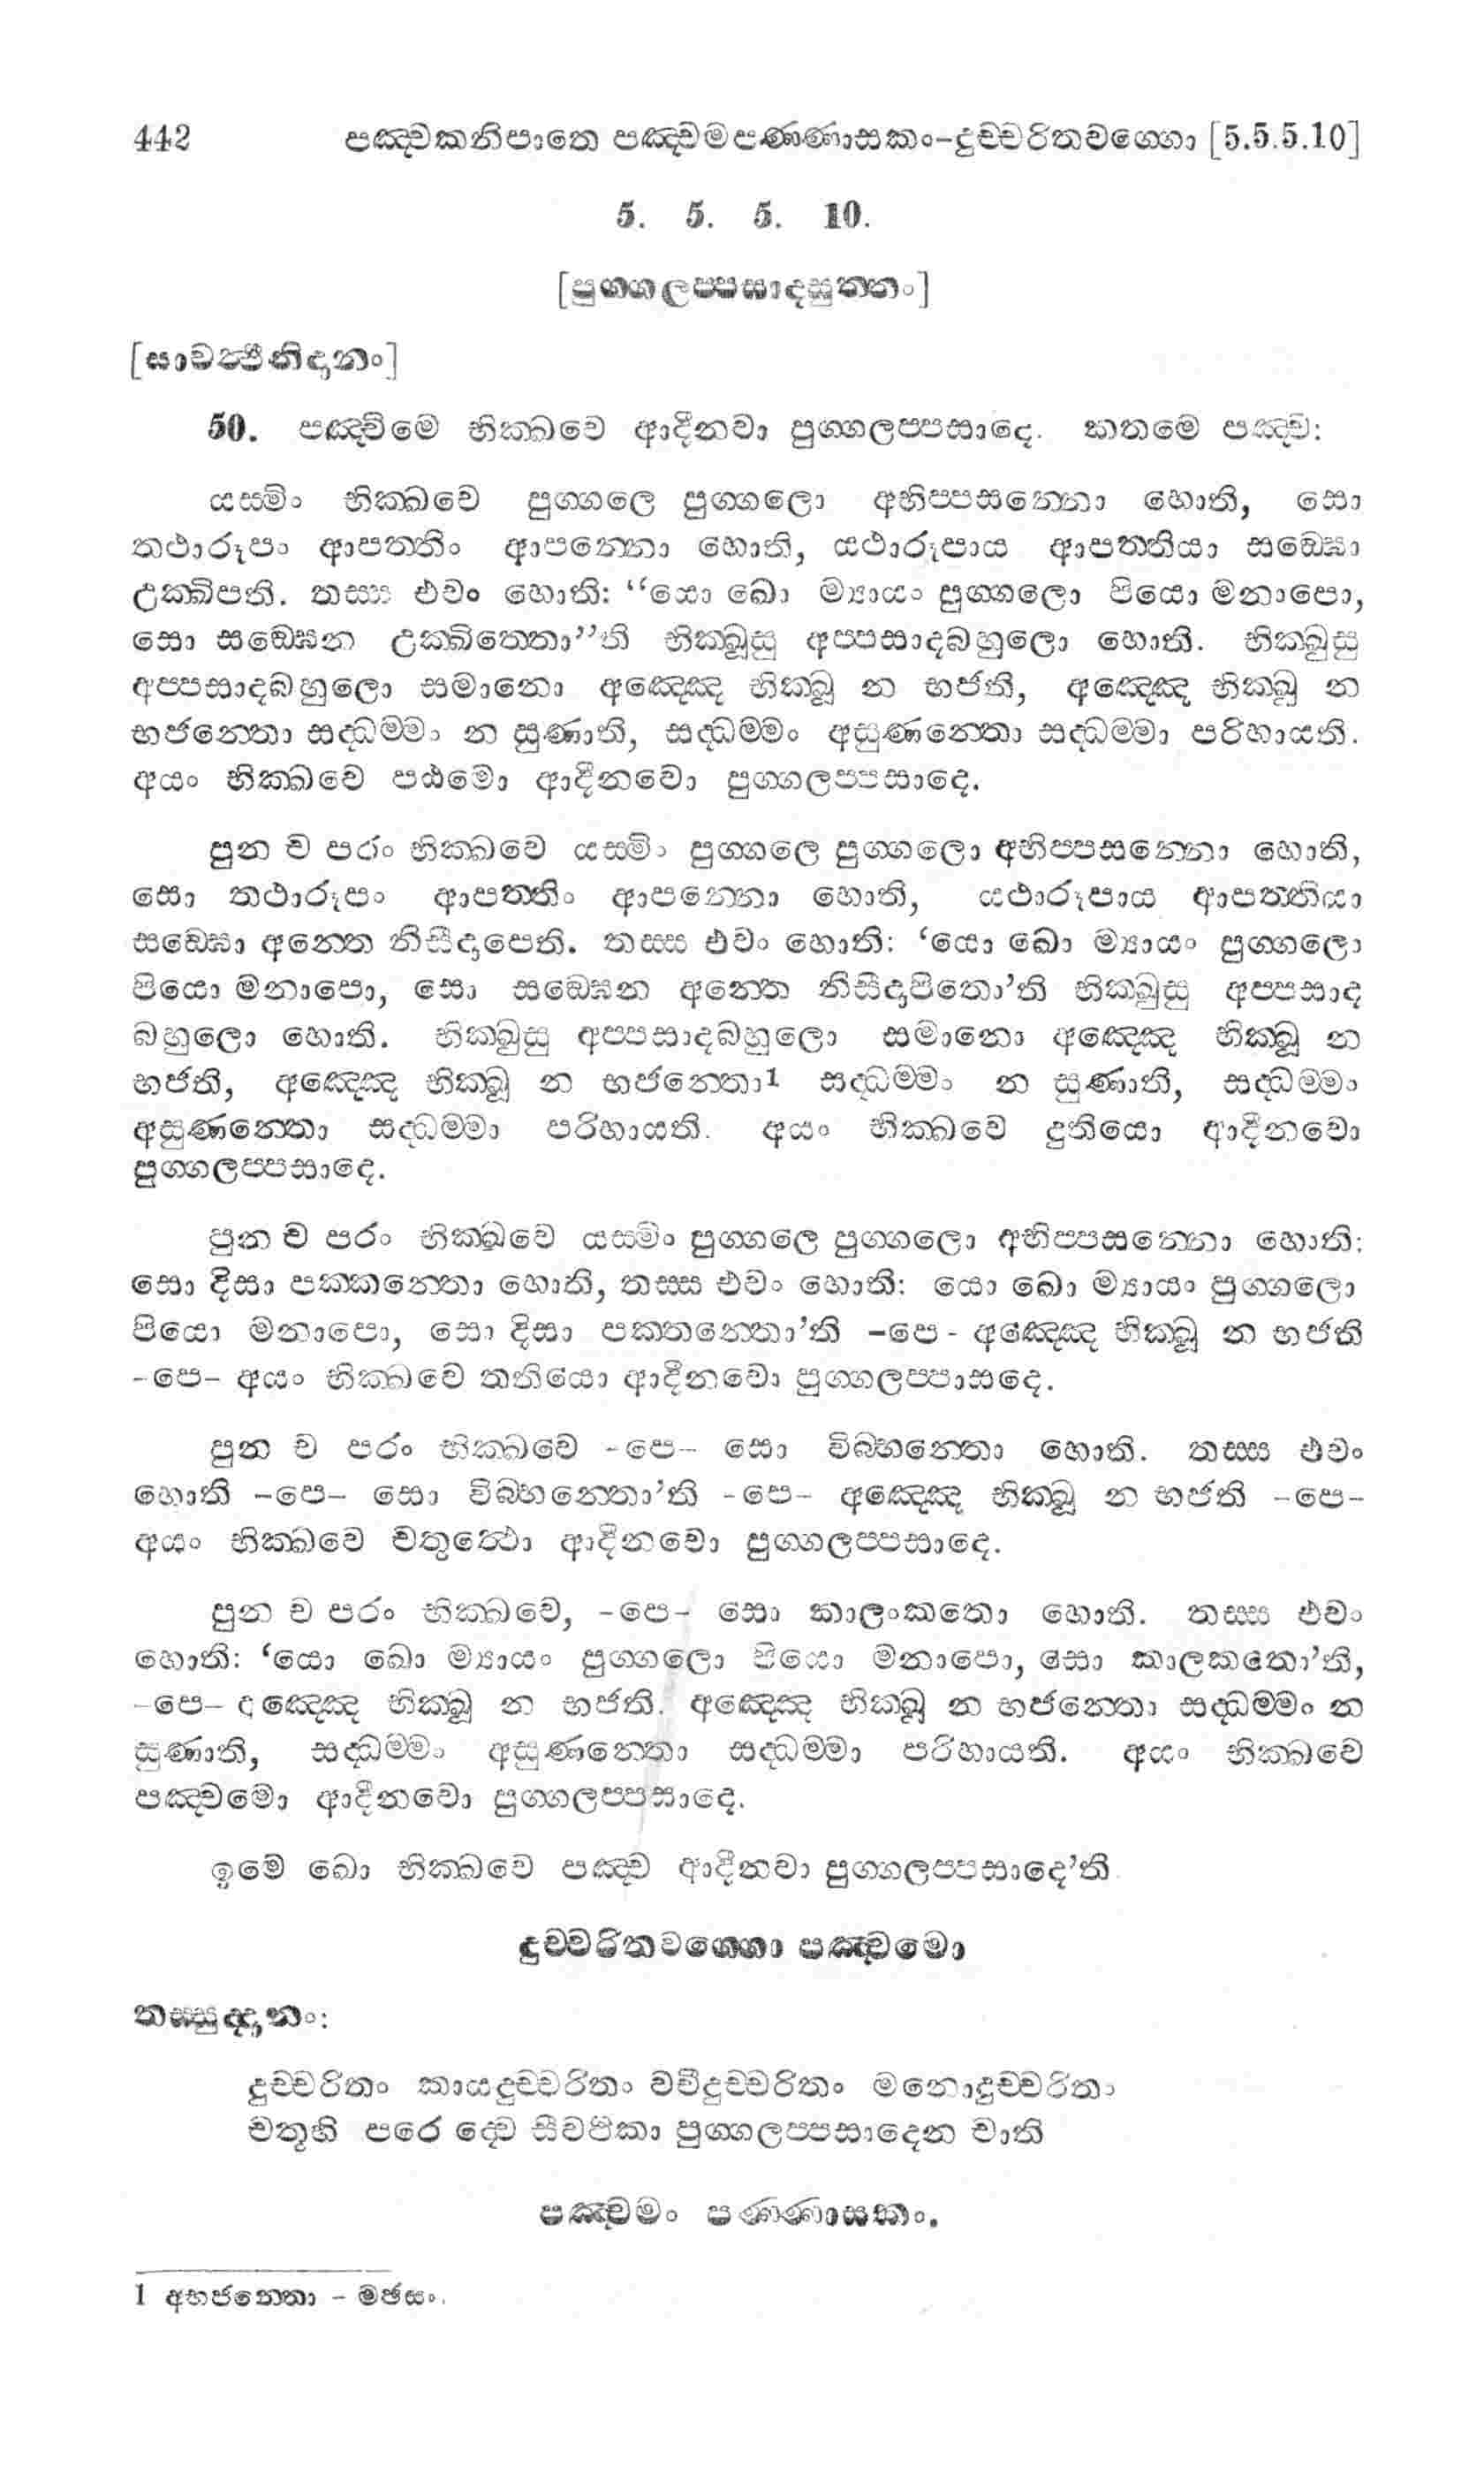 442 පඤ්චකනිපාතෙ පඤ්චමපණ්ණාසකං-දුච්චරිතවග්ගො [5.5.5.10]
5. 5. 5. 10.
[පුග්ගලප්පසාදසුත්තං]
[සාවත්ථිනිදානං]
50. පඤ්චිමෙ භික්ඛවෙ ආදීනවා පුග්ගලප්පසාදෙ. කතමෙ පඤ්ච:
යස්මිං භික්ඛවෙ පුග්ගලෙ පුග්ගලො අභිප්පසන්නො හොති, සො
තථාරූපං ආපත්තිං ආපන්නො හොති, යථාරූපාය ආපත්තියා සඞ්ඝො
උක්ඛිපති. තස්ස එවං හොති: “යො ඛො ම්‍යායං පුග්ගලො පියො මනාපො,
සො සඞ්ඝෙන උක්ඛිත්තො”ති භික්ඛූසු අප්පසාදබහුලො හොති. භික්ඛුසු
අප්පසාදබහුලො සමානො අඤ්ඤෙ භික්ඛූ න භජති, අඤ්ඤෙ භික්ඛූ න
භජන්තො සද්ධම්මං න සුණාති, සද්ධම්මං අසුණන්තො සද්ධම්මා පරිහායති.
අයං භික්ඛවෙ පඨමො ආදීනවො පුග්ගලප්පසාදෙ.
පුන ච පරං භික්ඛවෙ යස්මිං පුග්ගලෙ පුග්ගලො අභිප්පසන්නො හොති,
සො තථාරූපං ආපත්තිං ආපන්නො හොති, යථාරූපාය ආපත්තියා
සඞ්ඝො අන්තෙ නිසීදාපෙති. තස්ස එවං හොති: ‘යො ඛො ම්‍යායං පුග්ගලො
පියො මනාපො, සො සඞ්ඝෙන අන්තෙ නිසීදාපිතො’ති භික්ඛුසු අප්පසාද
බහුලො හොති. භික්ඛුසු අප්පසාදබහුලො සමානො අඤ්ඤෙ භික්ඛූ න
භජති, අඤ්ඤෙ භික්ඛූ න භජන්තො1 සද්ධම්මං න සුණාති, සද්ධම්මං
අසුණන්තො සද්ධම්මා පරිහායති. අයං භික්ඛවෙ දුතියො ආදීනවො
පුග්ගලප්පසාදෙ.
පුන ච පරං භික්ඛවෙ යස්මිං පුග්ගලෙ පුග්ගලො අභිප්පසන්නො හොති:
සො දිසා පක්කන්තො හොති, තස්ස එවං හොති: යො ඛො ම්‍යායං පුග්ගලො
පියො මනාපො, සො දිසා පක්තන්තො’ති -පෙ- අඤ්ඤෙ භික්ඛූ න භජති
-පෙ- අයං භික්ඛවෙ තතියො ආදීනවො පුග්ගලප්පාසදෙ.
පුන ච පරං භික්ඛවෙ -පෙ- සො විබ්භන්තො හොති. තස්ස එවං
හොති -පෙ- සො විබ්භන්තො’ති -පෙ- අඤ්ඤෙ භික්ඛූ න භජති -පෙ-
අයං භික්ඛවෙ චතුත්ථො ආදීනවො පුග්ගලප්පසාදෙ.
පුන ච පරං භික්ඛවෙ, -පෙ- සො කාලංකතො හොති. තස්ස එවං
හොති: ‘යො ඛො ම්‍යායං පුග්ගලො පියො මනාපො, සො කාලකතො’ති,
-පෙ- අඤ්ඤෙ භික්ඛූ න භජති. අඤ්ඤෙ භික්ඛූ න භජන්තො සද්ධම්මං න
සුණාති, සද්ධම්මං අසුණන්තො සද්ධම්මා පරිහායති. අයං භික්ඛවෙ
පඤ්චමො ආදීනවො පුග්ගලප්පසාදෙ.
ඉමෙ ඛො භික්ඛවෙ පඤ්ච ආදීනවා පුග්ගලප්පසාදෙ’ති.
දුච්චරිතවග්ගො පඤ්චමො
තස්සුද්දානං:
දුච්චරිතං කායදුච්චරිතං වචීදුච්චරිතං මනොදුච්චරිතං
චතූහි පරෙ ද්වෙ සීවථිකා පුග්ගලප්පසාදෙන චාති
පඤ්චමං පණ්ණාසකං.
1 අභජන්තො - මඡසං.